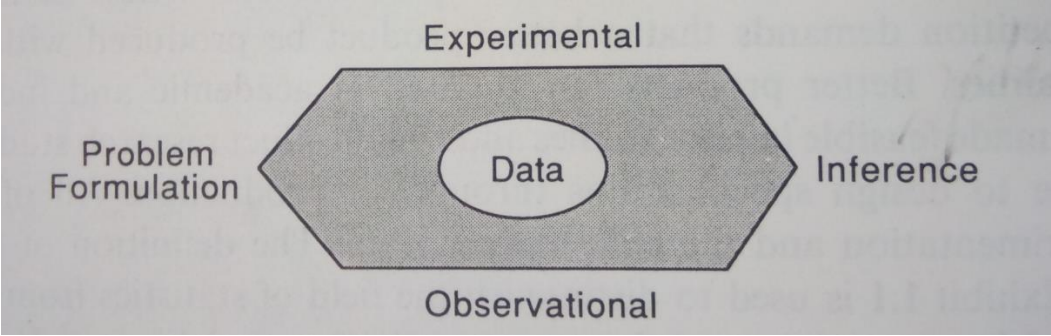 Experimental
Problem
Formulation
Data
Inference
Observational